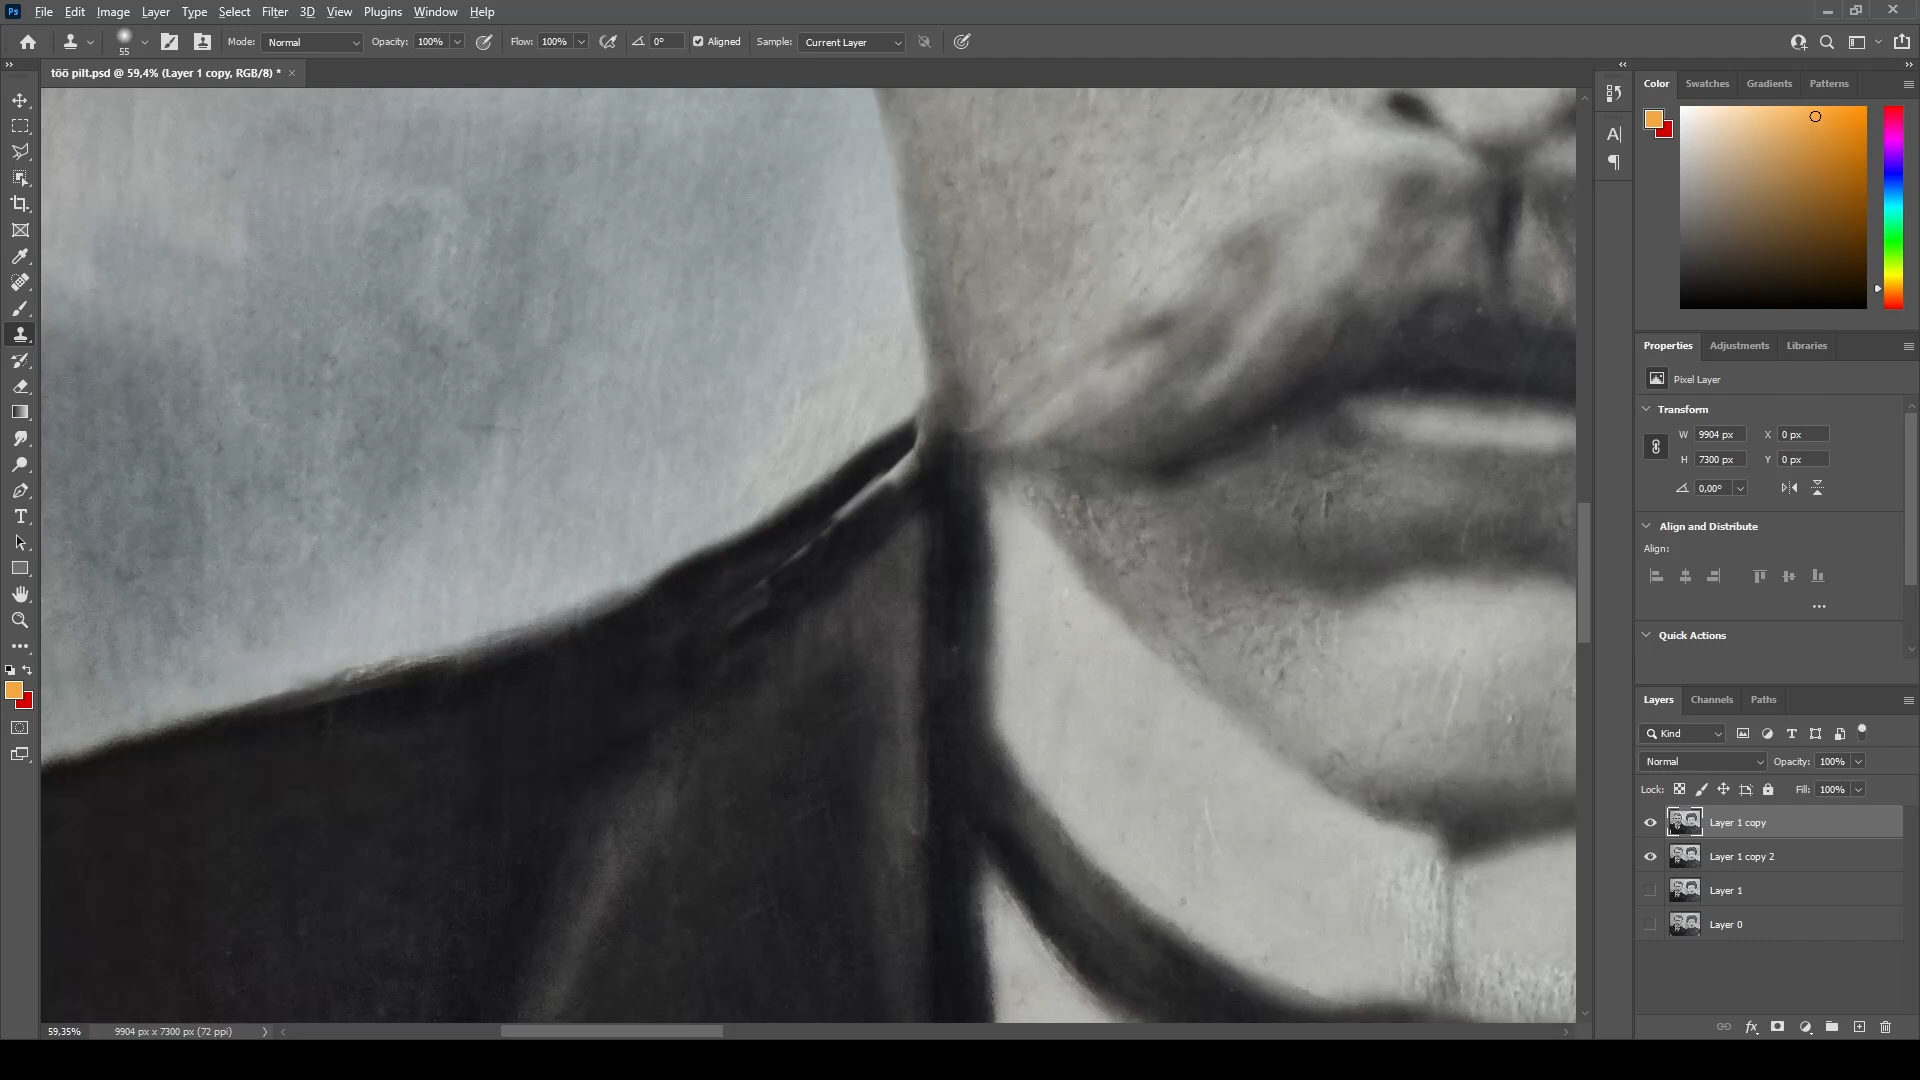 Ps File Edit Image Layer Type Select Filter 3D View Plugins Window Help
55 Mode: Normal Opacity: 100% Flow: 100% 0° Aligned Sample: Current Layer
töö pilt.psd @ 59,4% (Layer 1 copy, RGB/8) *
Color Swatches Gradients Patterns
Properties Adjustments Libraries
Pixel Layer
Transform
W 9904 px X 0 px
H 7300 px Y 0 px
0,00°
Align and Distribute
Align:
Quick Actions
Layers Channels Paths
Kind
Normal Opacity: 100%
Lock: Fill: 100%
Layer 1 copy
Layer 1 copy 2
Layer 1
Layer 0
fx
59,35% 9904 px x 7300 px (72 ppi)